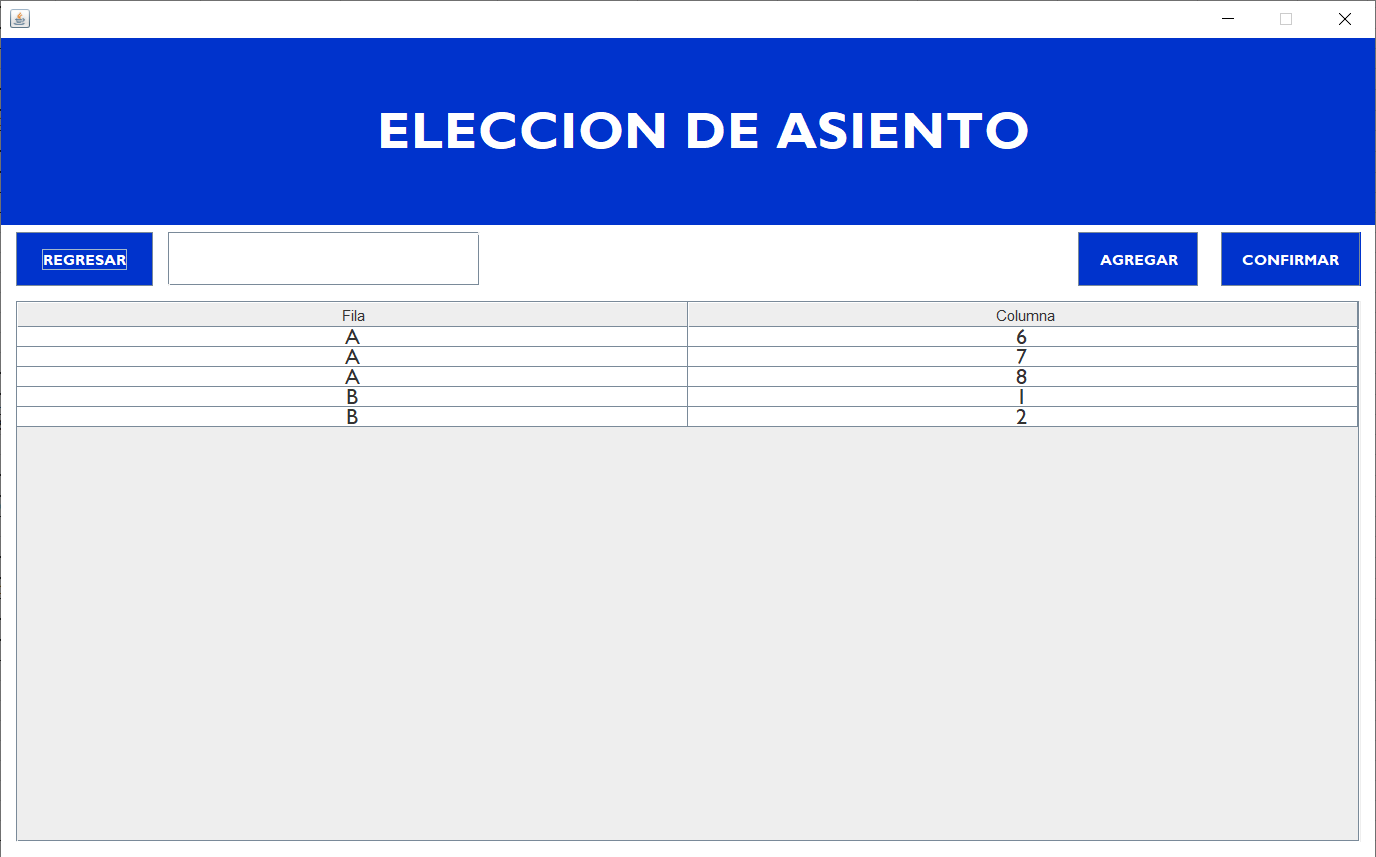 ELECCION DE ASIENTO
REGRESAR AGREGAR CONFIRMAR
Fila Columna
A 6
A 7
A 8
B 1
B 2